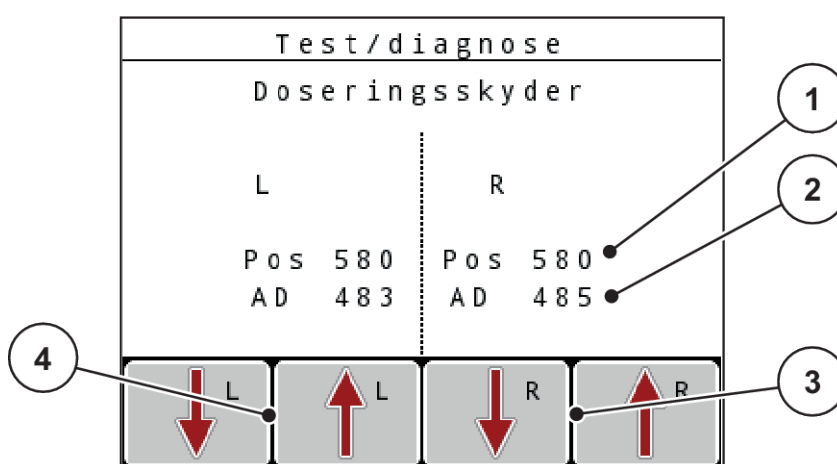 Test/diagnose
Doseringsskyder
1
L R
2
Pos 580 Pos 580
AD 483 AD 485
4
L L R R
3